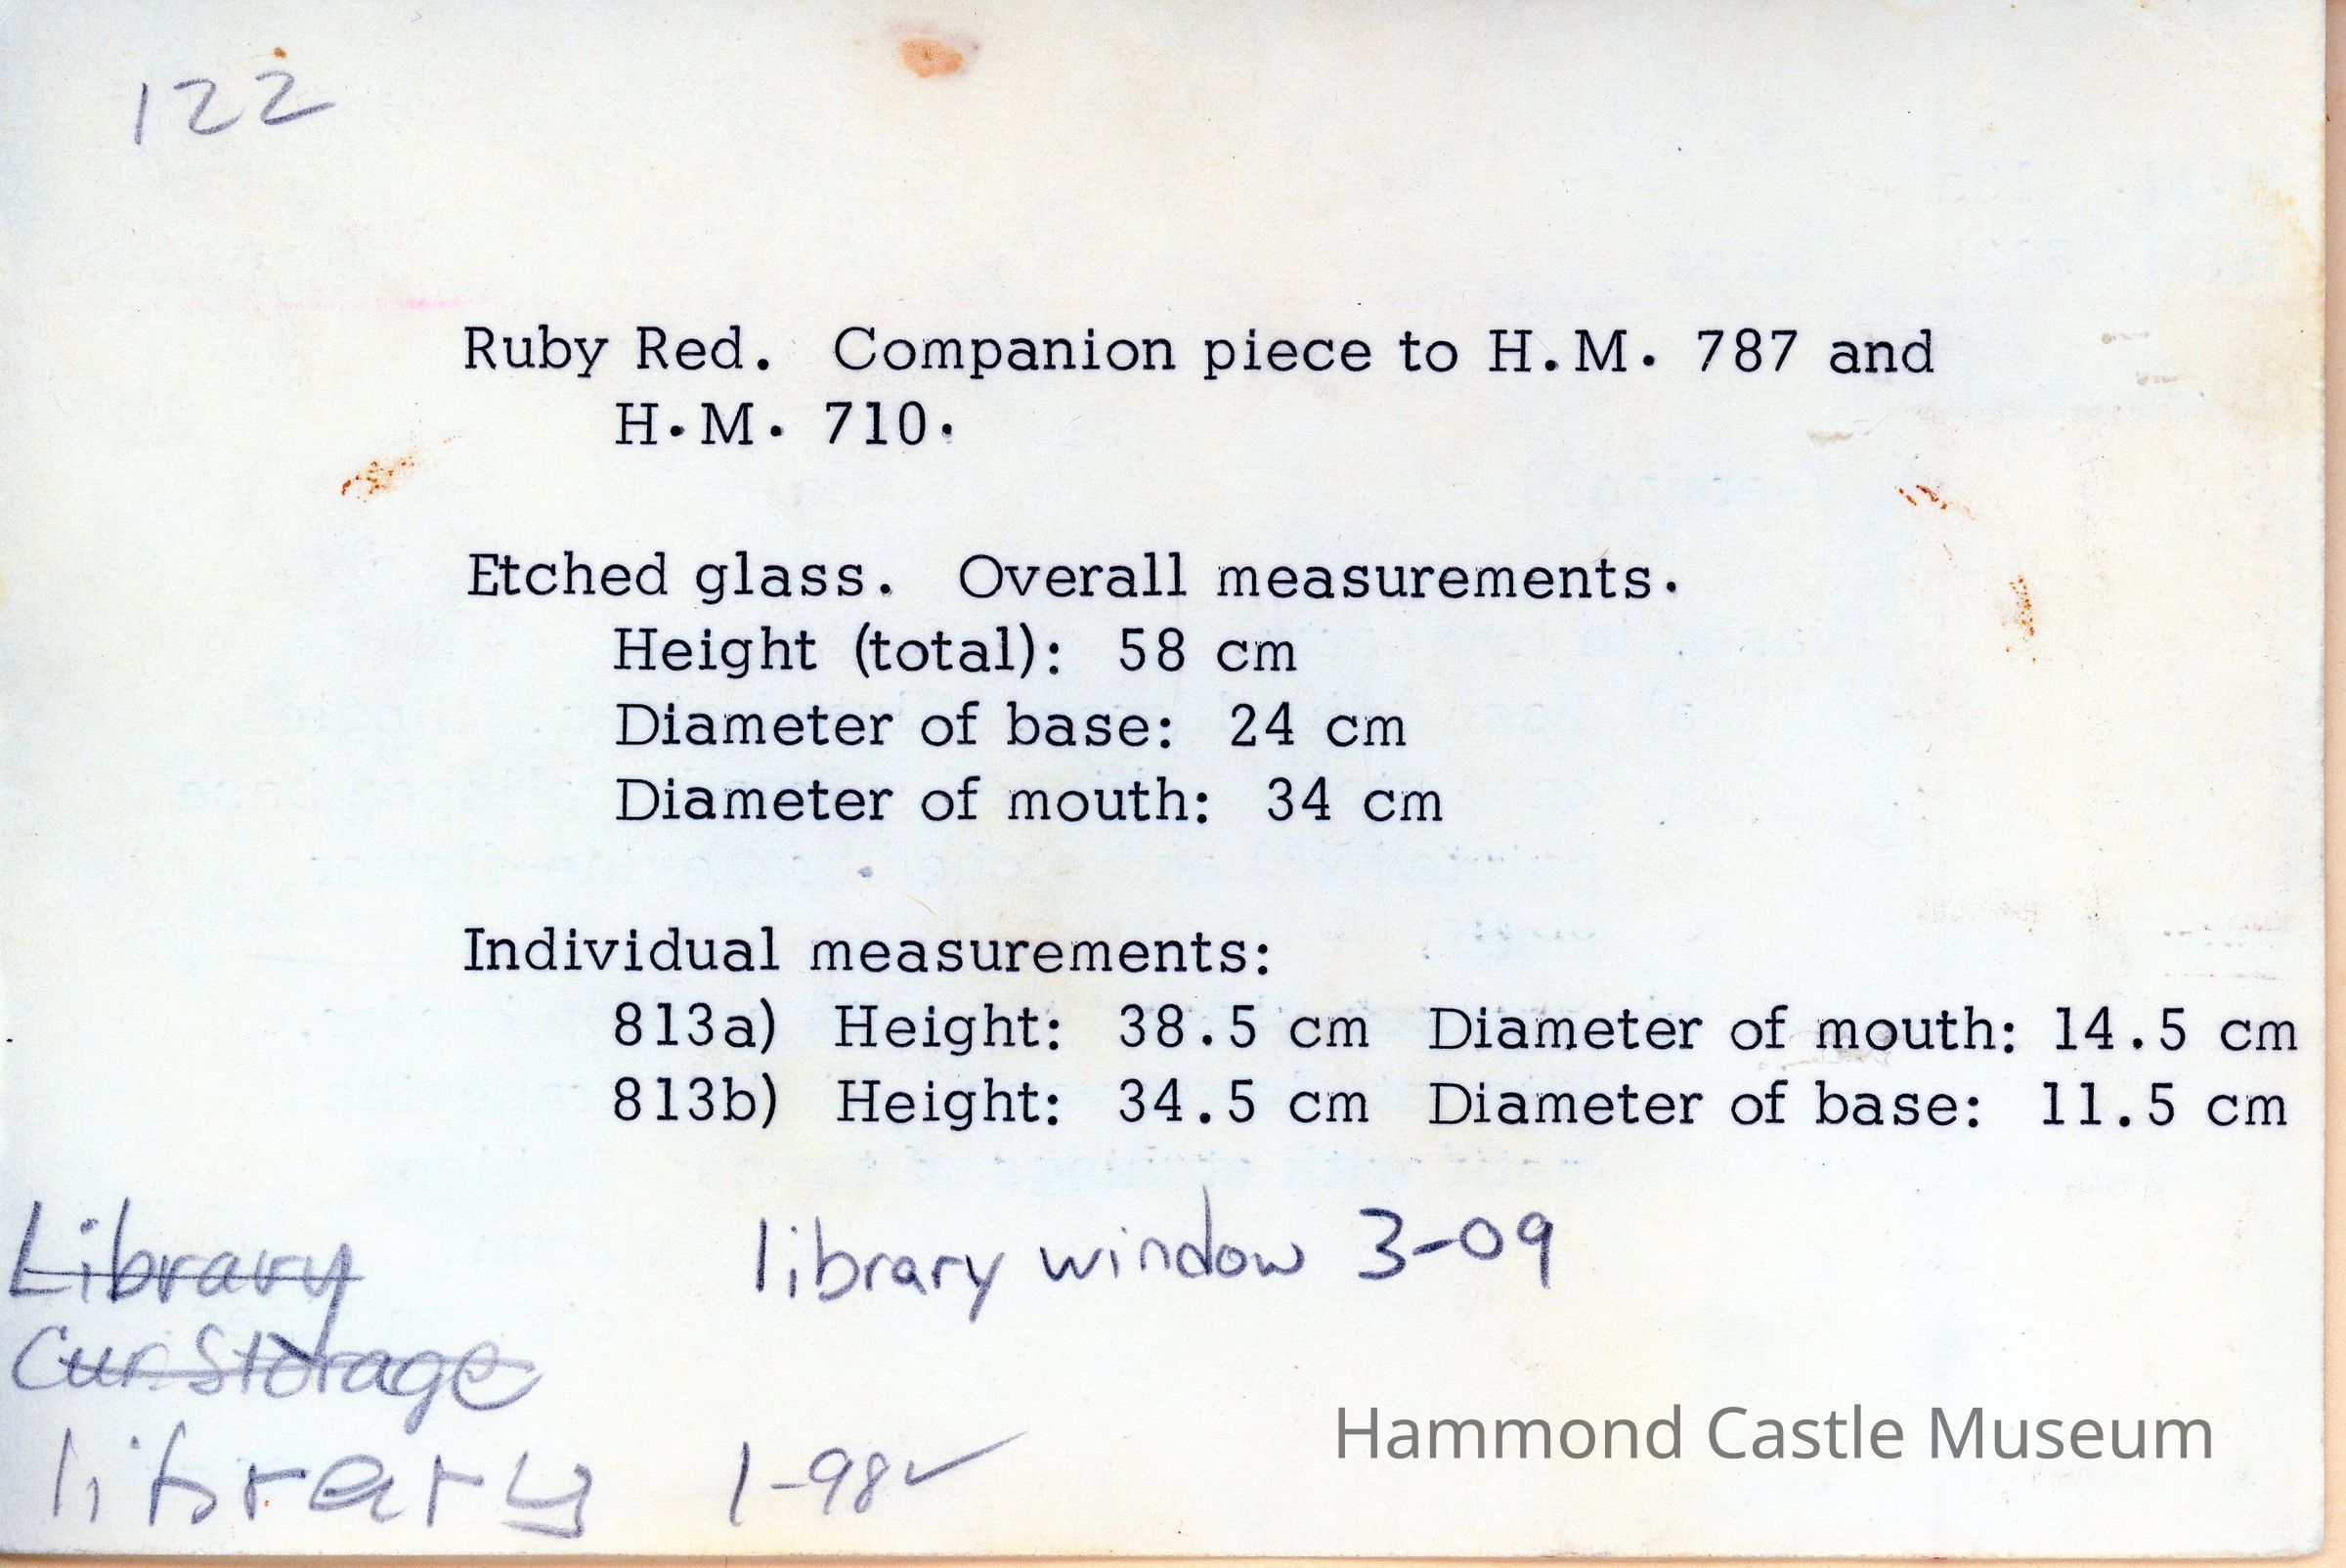 122
Ruby Red. Companion piece to H.M. 787 and
H.M. 710.
Etched glass. Overall measurements.
Height (total): 58 cm
Diameter of base: 24 cm
Diameter of mouth: 34 cm
Individual measurements:
813a) Height: 38.5 cm Diameter of mouth: 14.5 cm
813b) Height: 34.5 cm Diameter of base: 11.5 cm
Library
library window 3-09
Cur. Storage
library 1-98✓
Hammond Castle Museum